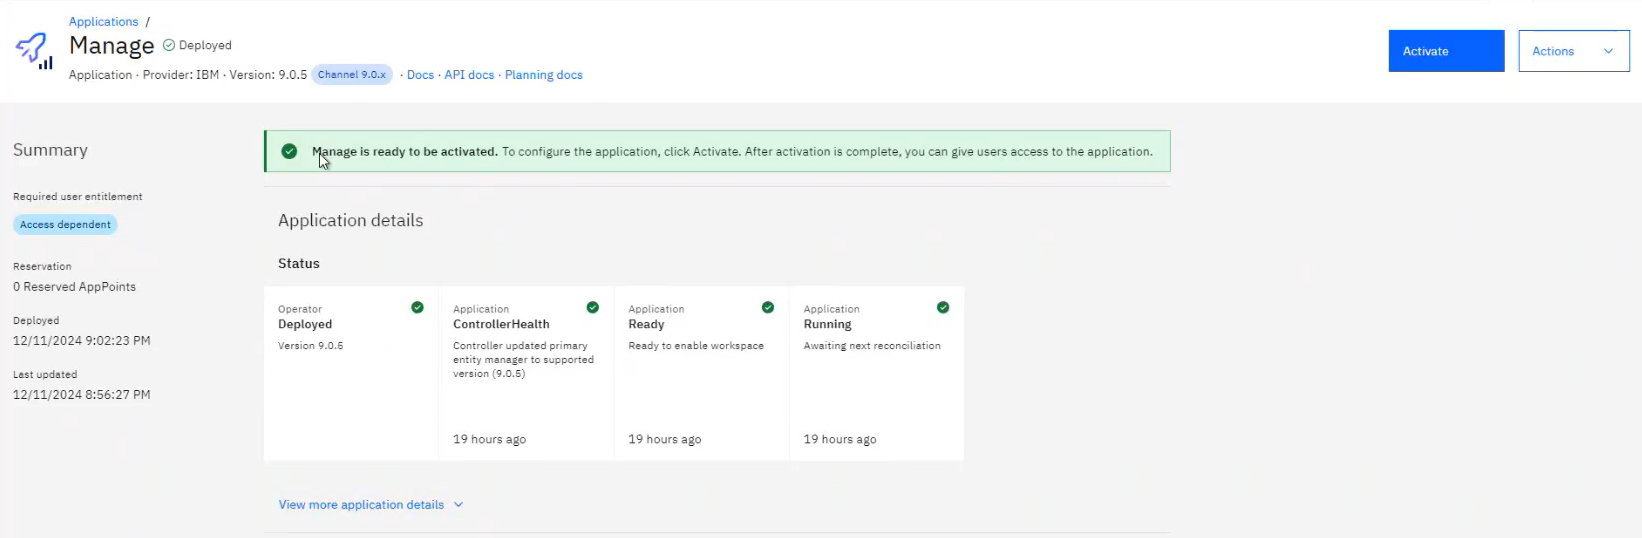 Applications /
Manage Deployed
Application · Provider: IBM · Version: 9.0.5 Channel 9.0.x · Docs · API docs · Planning docs
Activate
Actions
Summary
Required user entitlement
Access dependent
Reservation
0 Reserved AppPoints
Deployed
12/11/2024 9:02:23 PM
Last updated
12/11/2024 8:56:27 PM
Manage is ready to be activated. To configure the application, click Activate. After activation is complete, you can give users access to the application.
Application details
Status
Operator
Deployed
Version 9.0.5
Application
ControllerHealth
Controller updated primary
entity manager to supported
version (9.0.5)
19 hours ago
Application
Ready
Ready to enable workspace
19 hours ago
Application
Running
Awaiting next reconciliation
19 hours ago
View more application details